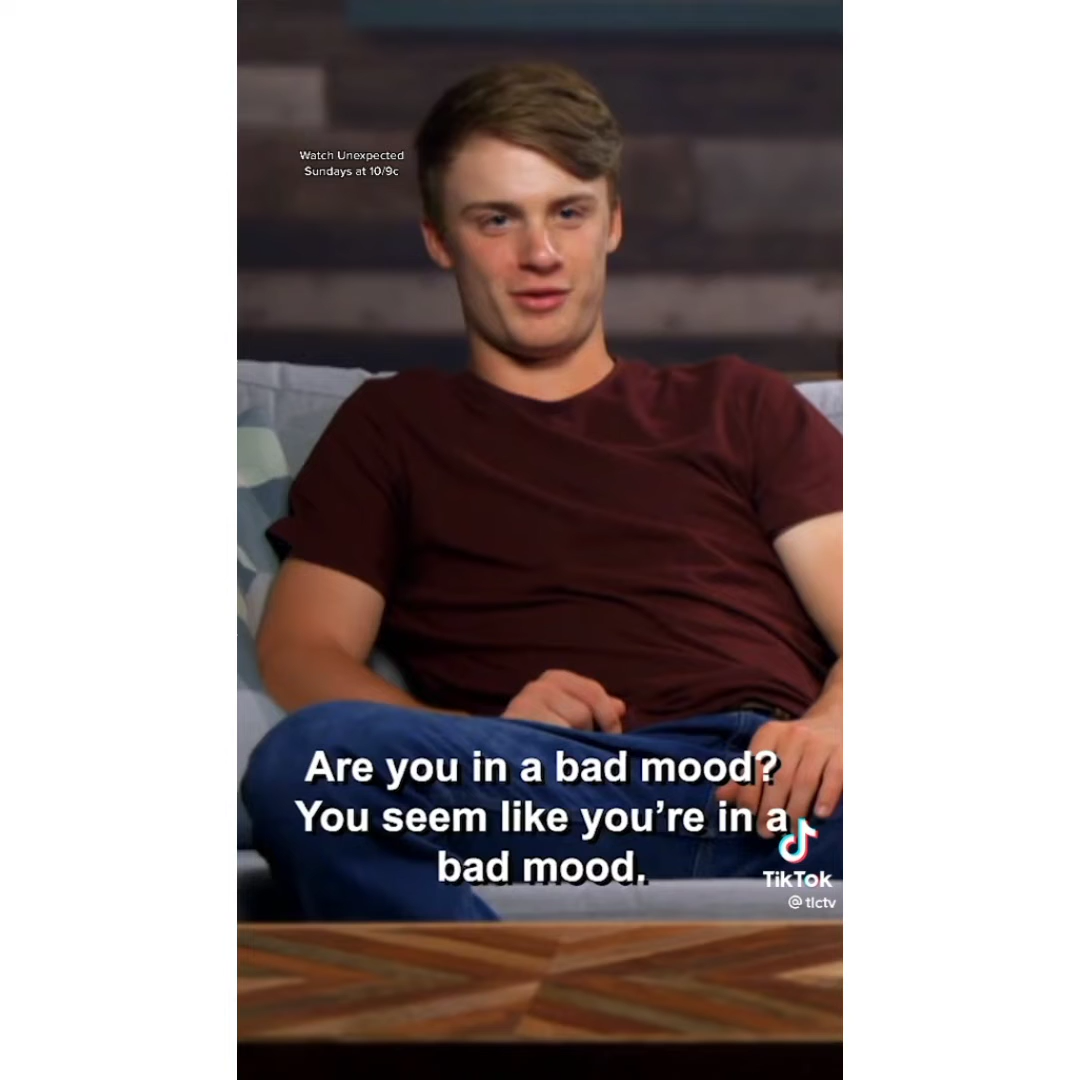 Watch Unexpected
Sundays at 10/9c
Are you in a bad mood?
You seem like you’re in a
bad mood.
TikTok
@tlctv